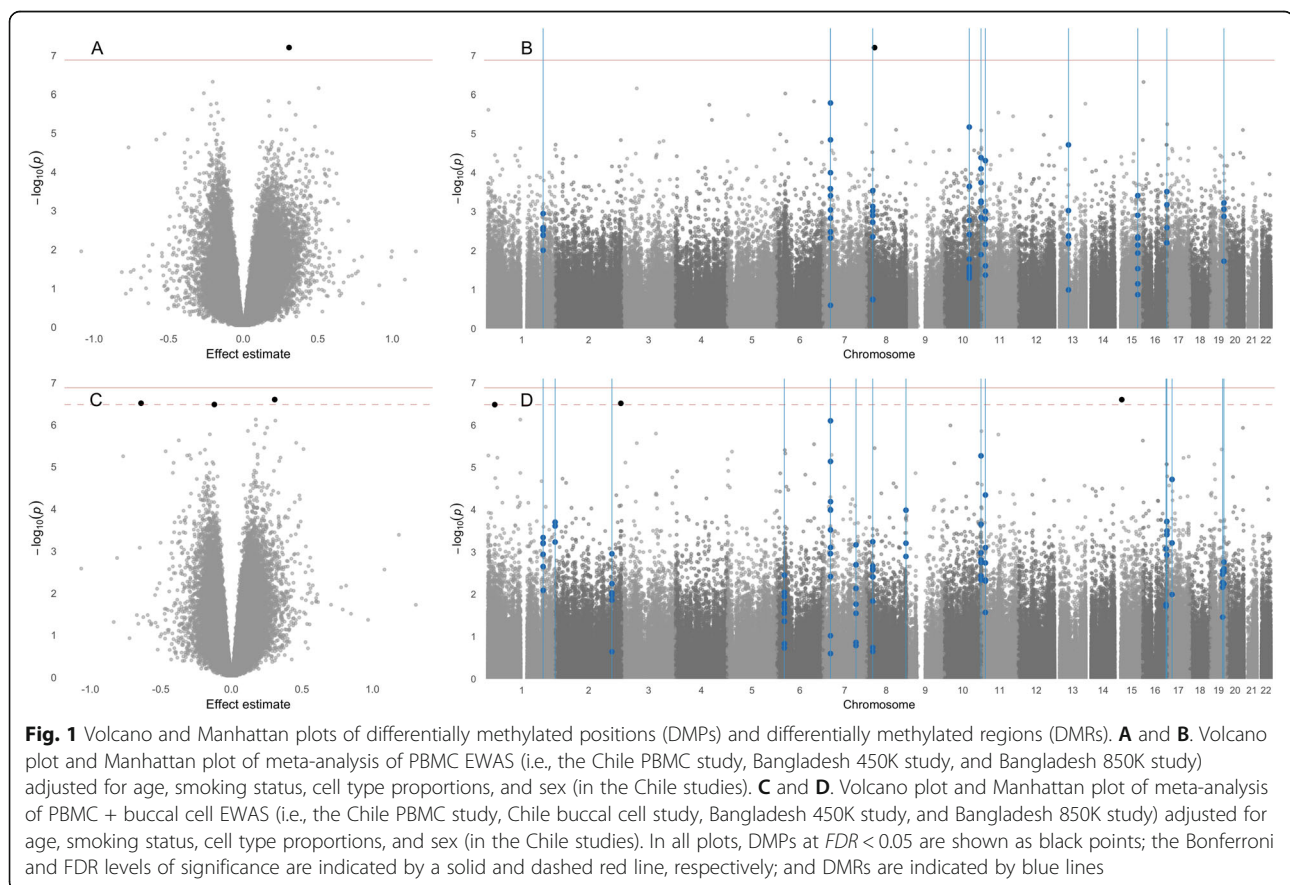 A
7
6
5
4
3
2
1
0
−log10(p)
-1.0 -0.5 0.0 0.5 1.0
Effect estimate
B
7
6
5
4
3
2
1
0
−log10(p)
1 2 3 4 5 6 7 8 9 10 11 12 13 14 15 16 17 18 19 20 21 22
Chromosome
C
7
6
5
4
3
2
1
0
−log10(p)
-1.0 -0.5 0.0 0.5 1.0
Effect estimate
D
7
6
5
4
3
2
1
0
−log10(p)
1 2 3 4 5 6 7 8 9 10 11 12 13 14 15 16 17 18 19 20 21 22
Chromosome
Fig. 1 Volcano and Manhattan plots of differentially methylated positions (DMPs) and differentially methylated regions (DMRs). A and B. Volcano
plot and Manhattan plot of meta-analysis of PBMC EWAS (i.e., the Chile PBMC study, Bangladesh 450K study, and Bangladesh 850K study)
adjusted for age, smoking status, cell type proportions, and sex (in the Chile studies). C and D. Volcano plot and Manhattan plot of meta-analysis
of PBMC + buccal cell EWAS (i.e., the Chile PBMC study, Chile buccal cell study, Bangladesh 450K study, and Bangladesh 850K study) adjusted for
age, smoking status, cell type proportions, and sex (in the Chile studies). In all plots, DMPs at FDR < 0.05 are shown as black points; the Bonferroni
and FDR levels of significance are indicated by a solid and dashed red line, respectively; and DMRs are indicated by blue lines